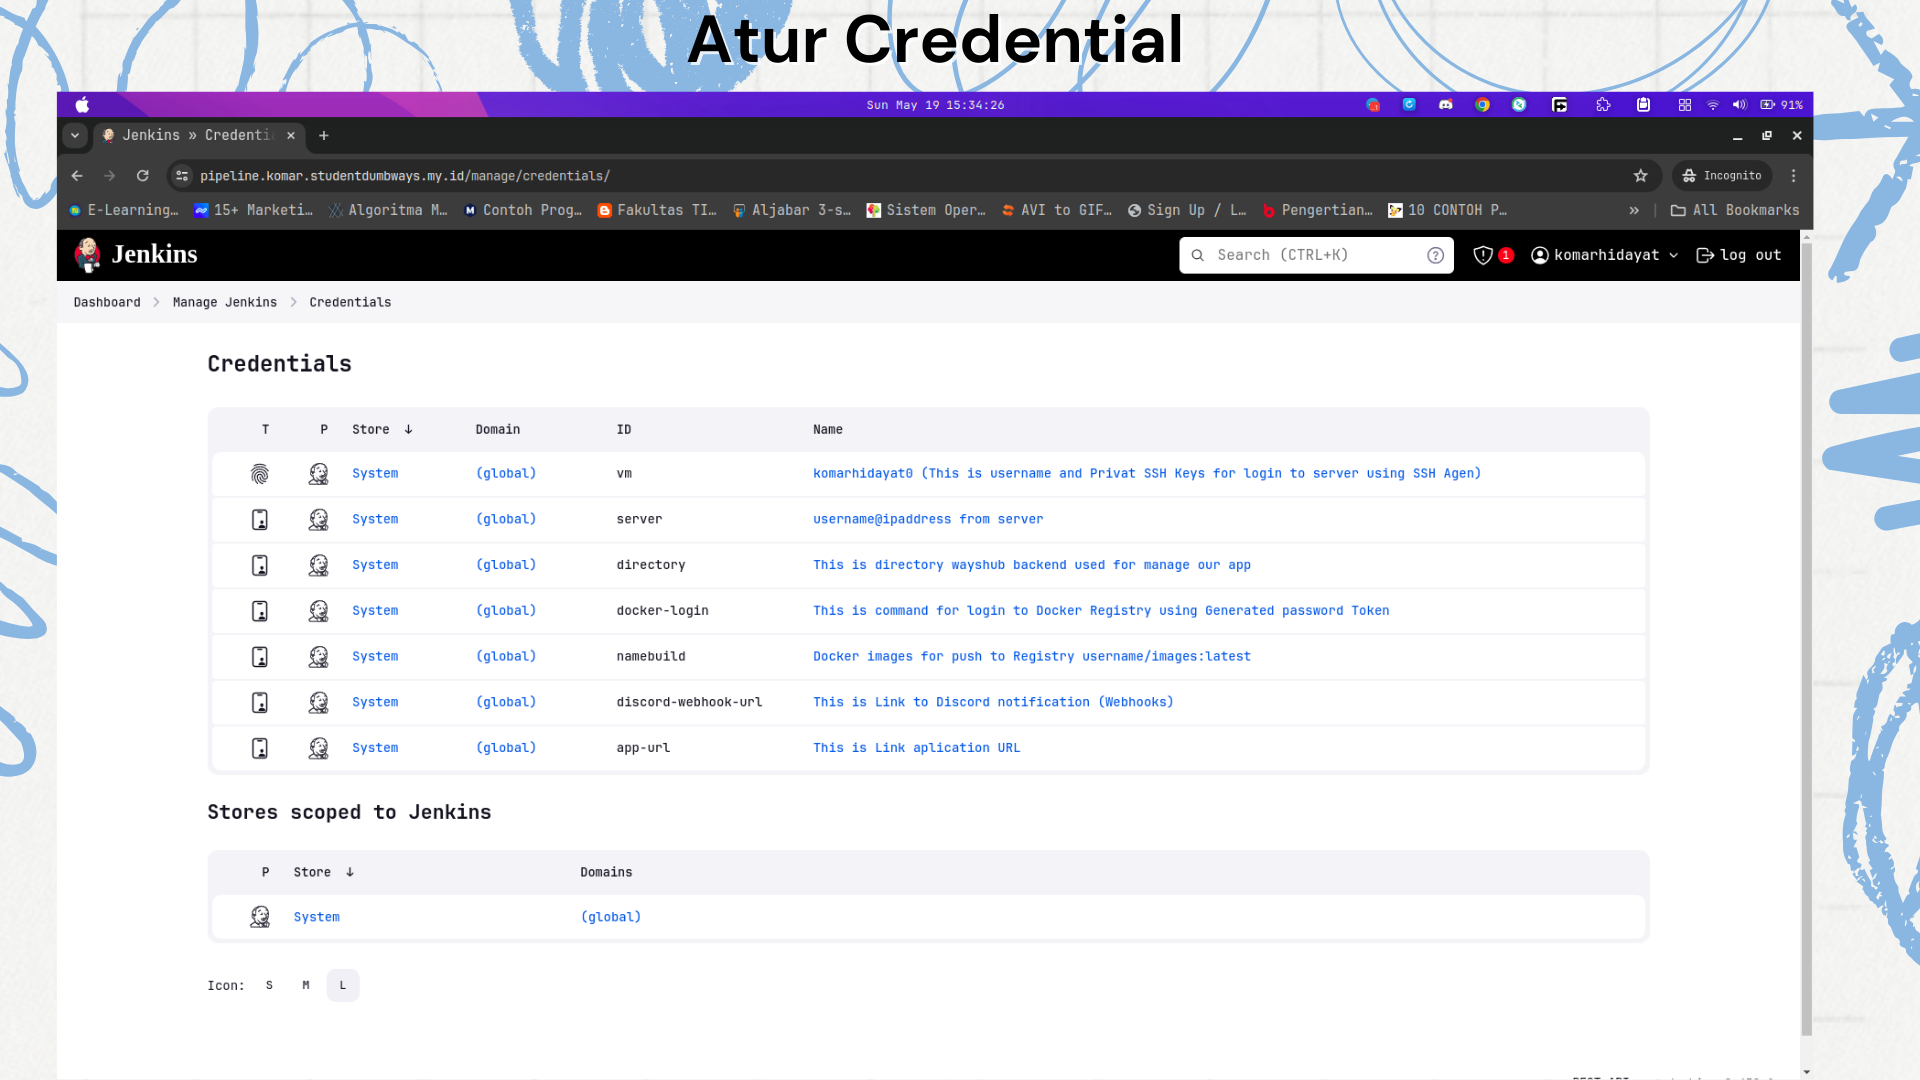 Atur Credential
Sun May 19 15:34:26
91%
Jenkins » Credenti
pipeline.komar.studentdumbways.my.id/manage/credentials/
Incognito
E-Learning… 15+ Marketi… Algoritma M… Contoh Prog… Fakultas TI… Aljabar 3-s… Sistem Oper… AVI to GIF… Sign Up / L… Pengertian… 10 CONTOH P… » All Bookmarks
Jenkins
Search (CTRL+K)
1
komarhidayat
log out
Dashboard Manage Jenkins Credentials
Credentials
T P Store ↓ Domain ID Name
System (global) vm komarhidayat0 (This is username and Privat SSH Keys for login to server using SSH Agen)
System (global) server username@ipaddress from server
System (global) directory This is directory wayshub backend used for manage our app
System (global) docker-login This is command for login to Docker Registry using Generated password Token
System (global) namebuild Docker images for push to Registry username/images:latest
System (global) discord-webhook-url This is Link to Discord notification (Webhooks)
System (global) app-url This is Link aplication URL
Stores scoped to Jenkins
P Store ↓ Domains
System (global)
Icon: S M L